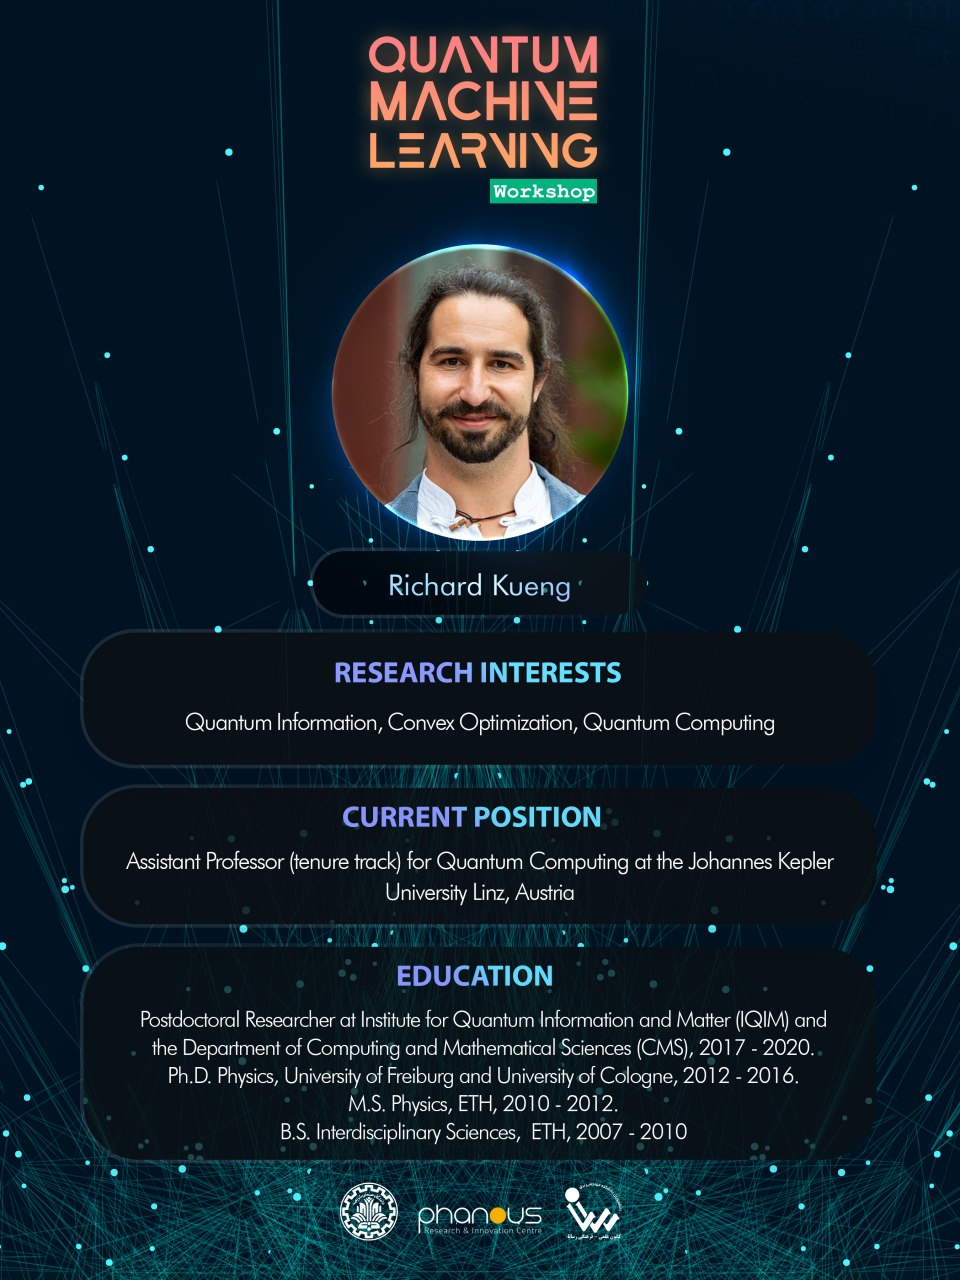 QUANTUM
MACHINE
LEARNING
Workshop
Richard Kueng
RESEARCH INTERESTS
Quantum Information, Convex Optimization, Quantum Computing
CURRENT POSITION
Assistant Professor (tenure track) for Quantum Computing at the Johannes Kepler
University Linz, Austria
EDUCATION
Postdoctoral Researcher at Institute for Quantum Information and Matter (IQIM) and
the Department of Computing and Mathematical Sciences (CMS), 2017 - 2020.
Ph.D. Physics, University of Freiburg and University of Cologne, 2012 - 2016.
M.S. Physics, ETH, 2010 - 2012.
B.S. Interdisciplinary Sciences, ETH, 2007 - 2010
phanous
Research & Innovation Centre
کانون علمی - فرهنگی رسانا